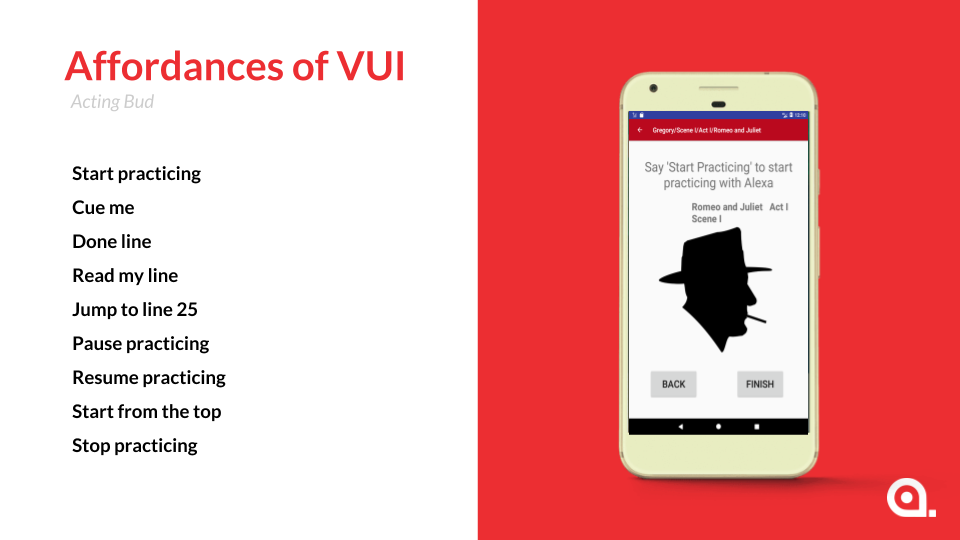 Affordances of VUI
Acting Bud
Start practicing
Cue me
Done line
Read my line
Jump to line 25
Pause practicing
Resume practicing
Start from the top
Stop practicing
Gregory/Scene I/Act I/Romeo and Juliet
Say 'Start Practicing' to start
practicing with Alexa
Romeo and Juliet Act I
Scene I
BACK
FINISH